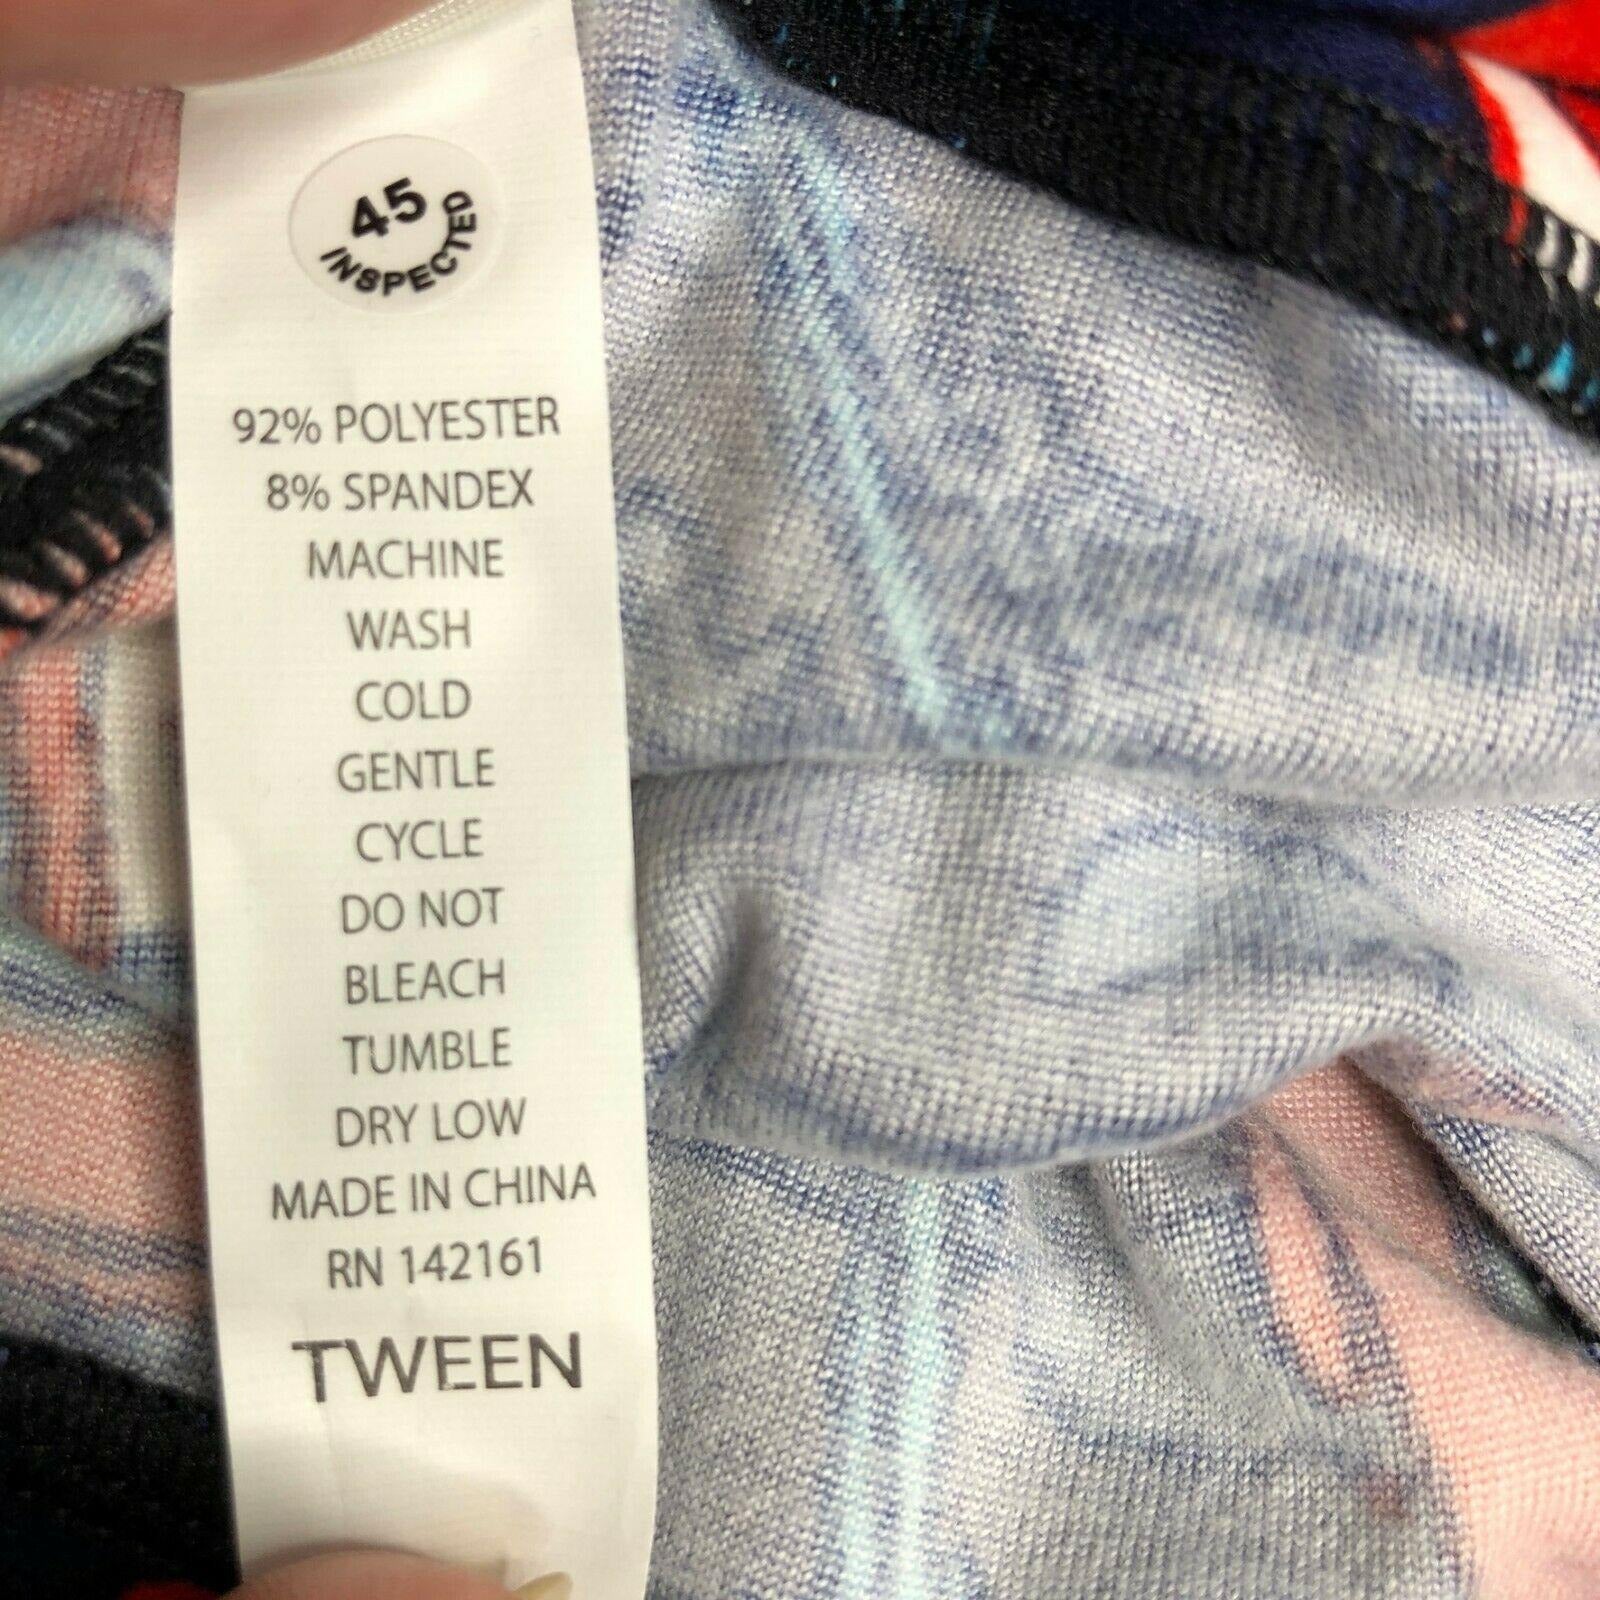 45
INSPECTED
92% POLYESTER
8% SPANDEX
MACHINE
WASH
COLD
GENTLE
CYCLE
DO NOT
BLEACH
TUMBLE
DRY LOW
MADE IN CHINA
RN 142161
TWEEN